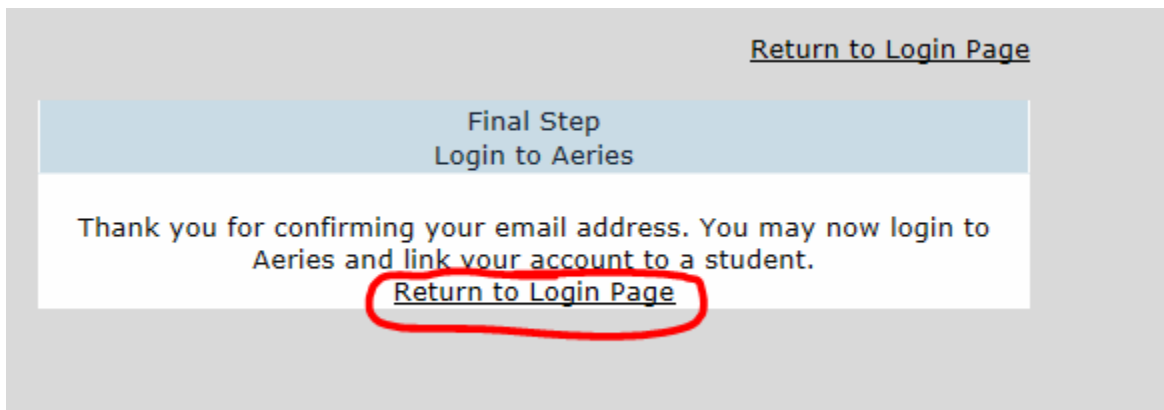 Return to Login Page
Final Step
Login to Aeries
Thank you for confirming your email address. You may now login to
Aeries and link your account to a student.
Return to Login Page